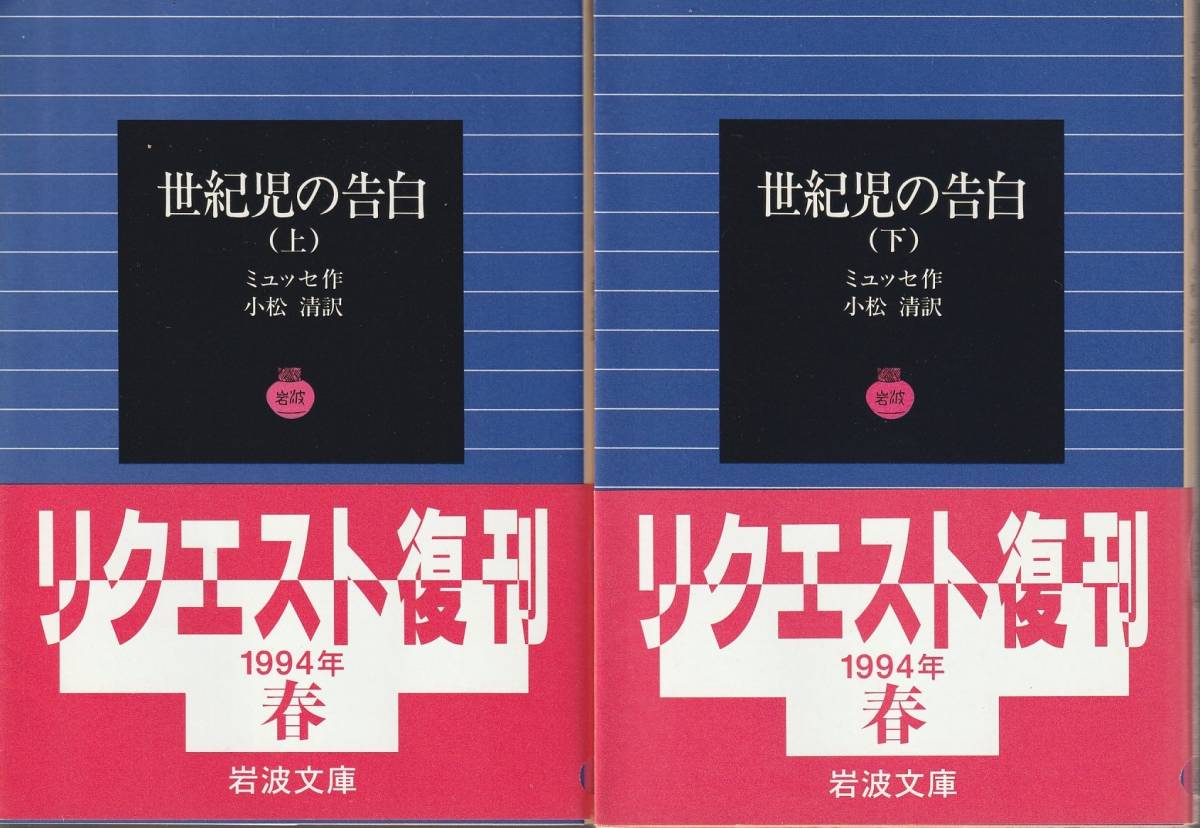 世紀児の告白
(上)
ミュッセ作
小松 清訳
岩波
リクエスト復刊
1994年
春
岩波文庫
世紀児の告白
(下)
ミュッセ作
小松 清訳
岩波
リクエスト復刊
1994年
春
岩波文庫